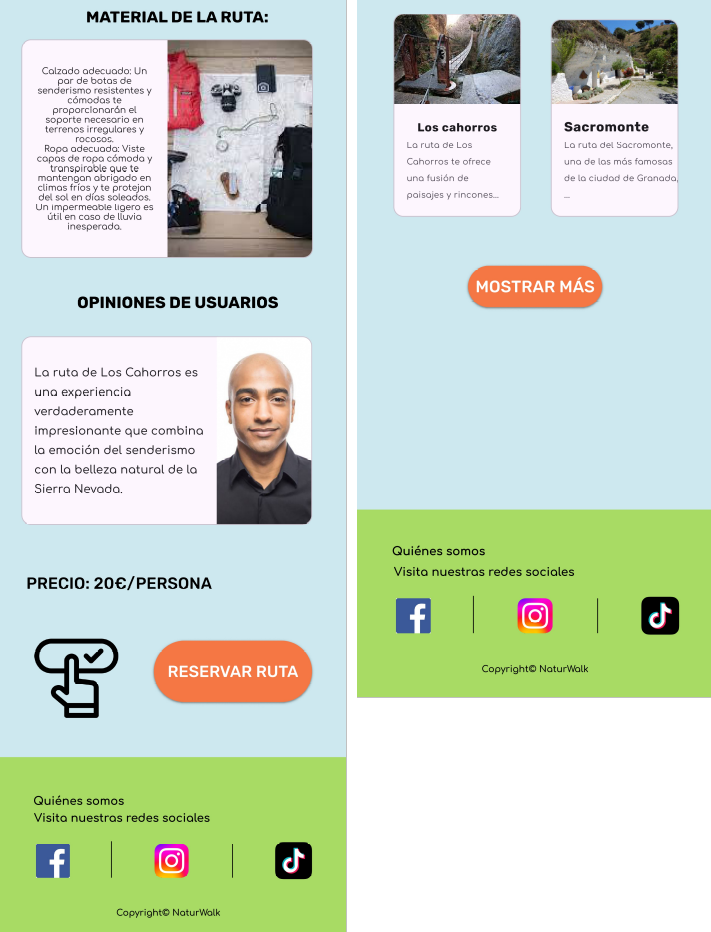 MATERIAL DE LA RUTA:
Calzado adecuado: Un
par de botas de
senderismo resistentes y
cómodas te
proporcionarán el
soporte necesario en
terrenos irregulares y
rocosos.
Ropa adecuada: Viste
capas de ropa cómoda y
transpirable que te
mantengan abrigado en
climas fríos y te protejan
del sol en días soleados.
Un impermeable ligero es
útil en caso de lluvia
inesperada.
OPINIONES DE USUARIOS
La ruta de Los Cahorros es
una experiencia
verdaderamente
impresionante que combina
la emoción del senderismo
con la belleza natural de la
Sierra Nevada.
PRECIO: 20€/PERSONA
RESERVAR RUTA
Quiénes somos
Visita nuestras redes sociales
Copyright© NaturWalk
Los cahorros
La ruta de Los
Cahorros te ofrece
una fusión de
paisajes y rincones...
Sacromonte
La ruta del Sacromonte,
una de las más famosas
de la ciudad de Granada,
...
MOSTRAR MÁS
Quiénes somos
Visita nuestras redes sociales
Copyright© NaturWalk